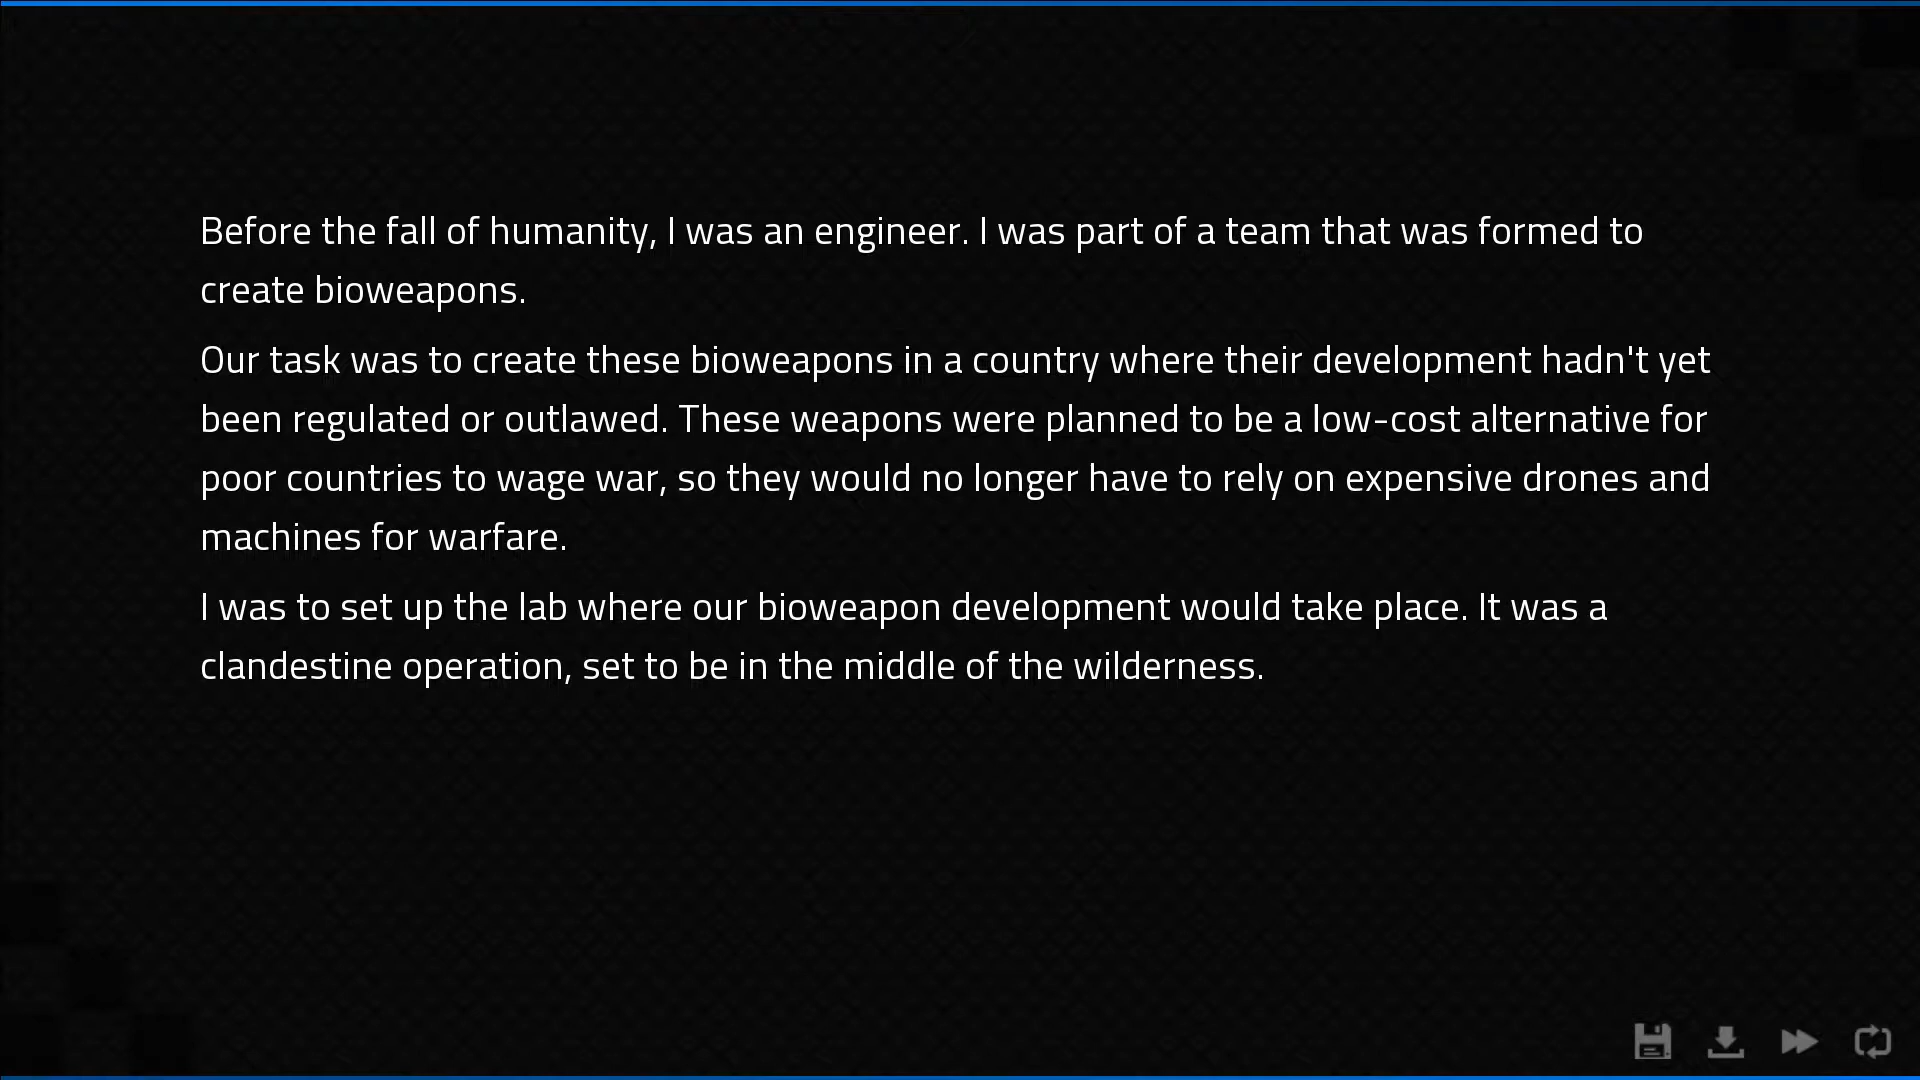 Before the fall of humanity, I was an engineer. I was part of a team that was formed to
create bioweapons.
Our task was to create these bioweapons in a country where their development hadn't yet
been regulated or outlawed. These weapons were planned to be a low-cost alternative for
poor countries to wage war, so they would no longer have to rely on expensive drones and
machines for warfare.
I was to set up the lab where our bioweapon development would take place. It was a
clandestine operation, set to be in the middle of the wilderness.